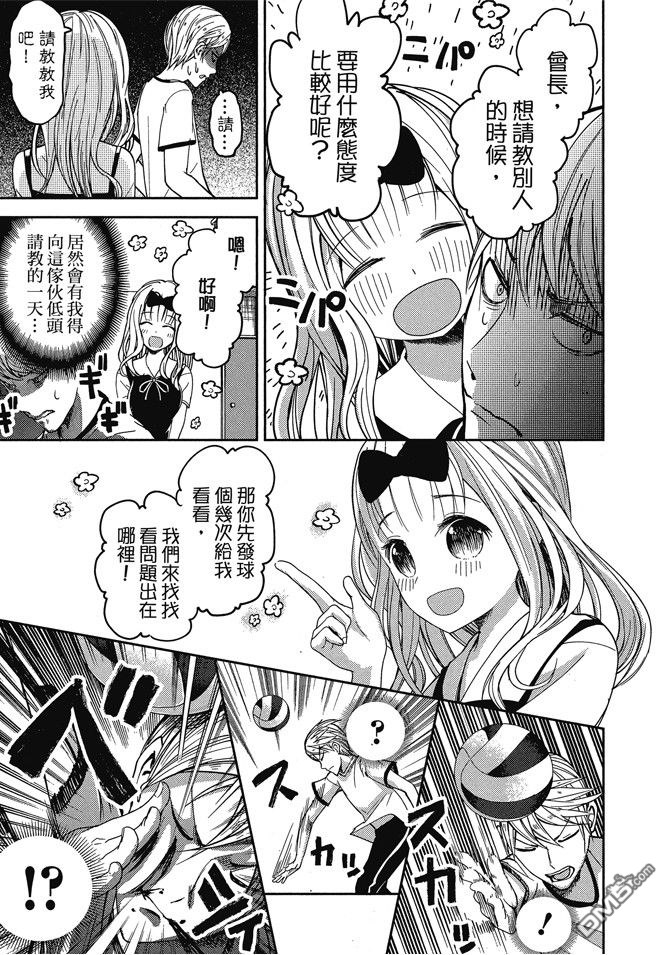 會長，
想請教別人
的時候，
要用什麼態度
比較好呢？
ニパ
ニパ
…請…
請教教我
吧！
嗯！
好啊！
居然會有我得
向這傢伙低頭
請教的一天…
ギギ
ギギ
那你先發球
個幾次給我
看看，
我們來找找
看問題出在
哪裡！
！
スカ
？
スカ
!?
DM5.com